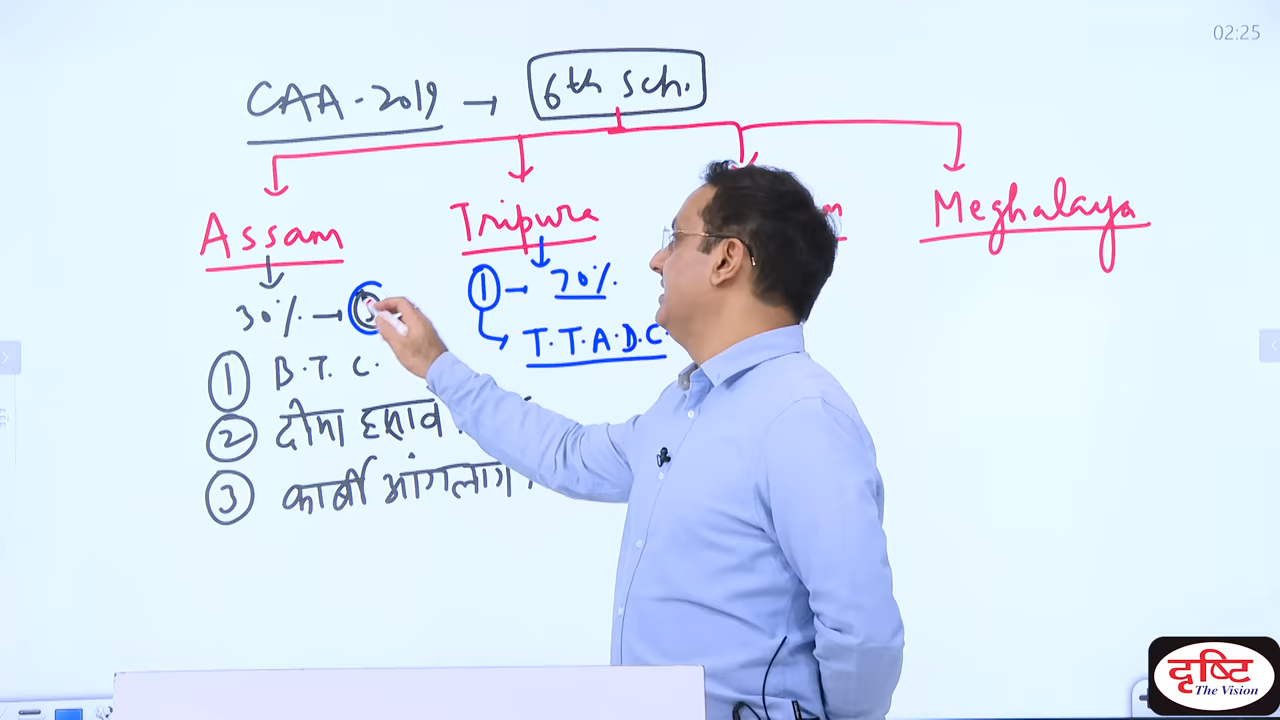 02:25
CAA-2019 → 6th sch.
Assam Tripura Meghalaya
30% → 3
① → 70%
T.T.A.D.C.
① B.T.C.
② दीमा हसाव
③ कार्बी आंगलांग
दृष्टि
The Vision